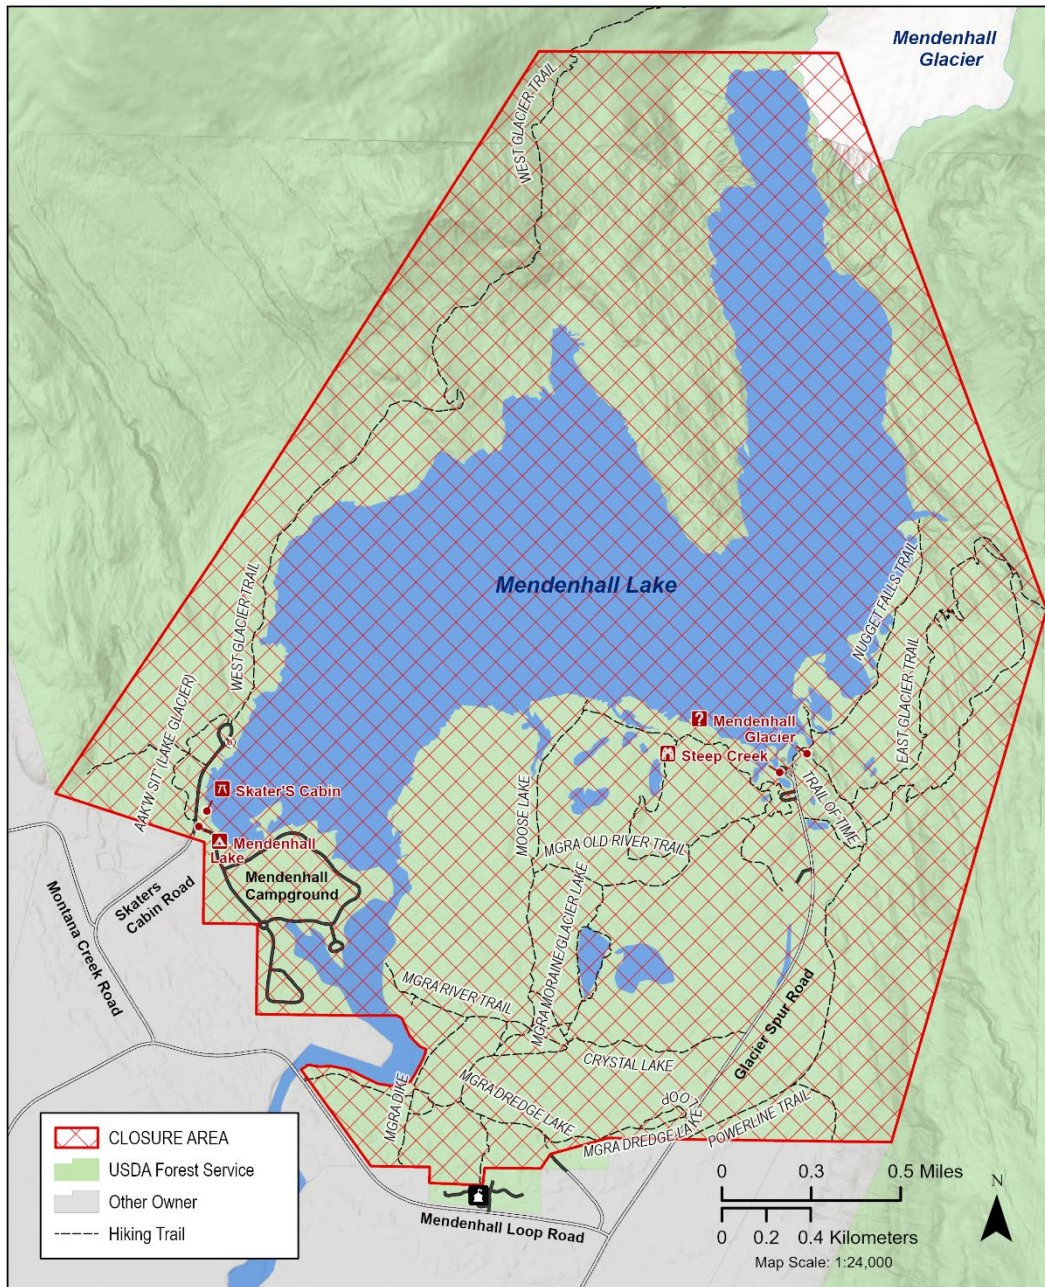 Mendenhall
Glacier
WEST GLACIER TRAIL
Mendenhall Lake
NUGGET FALLS TRAIL
EAST GLACIER TRAIL
WEST GLACIER TRAIL
AAK'W SIT' (LAKE GLACIER)
? Mendenhall
Glacier
Steep Creek
TRAIL OF TIME
Skater'S Cabin
Mendenhall
Lake
Mendenhall
Campground
MOOSE LAKE
MGRA OLD RIVER TRAIL
Skaters
Cabin Road
Montana Creek Road
MGRA MORAINE/GLACIER LAKE
MGRA RIVER TRAIL
CRYSTAL LAKE
Glacier Spur Road
MGRA DIKE
MGRA DREDGE LAKE
LOOP
MGRA DREDGE LAKE
POWERLINE TRAIL
Mendenhall Loop Road
CLOSURE AREA
USDA Forest Service
Other Owner
Hiking Trail
0 0.3 0.5 Miles
0 0.2 0.4 Kilometers
Map Scale: 1:24,000
N